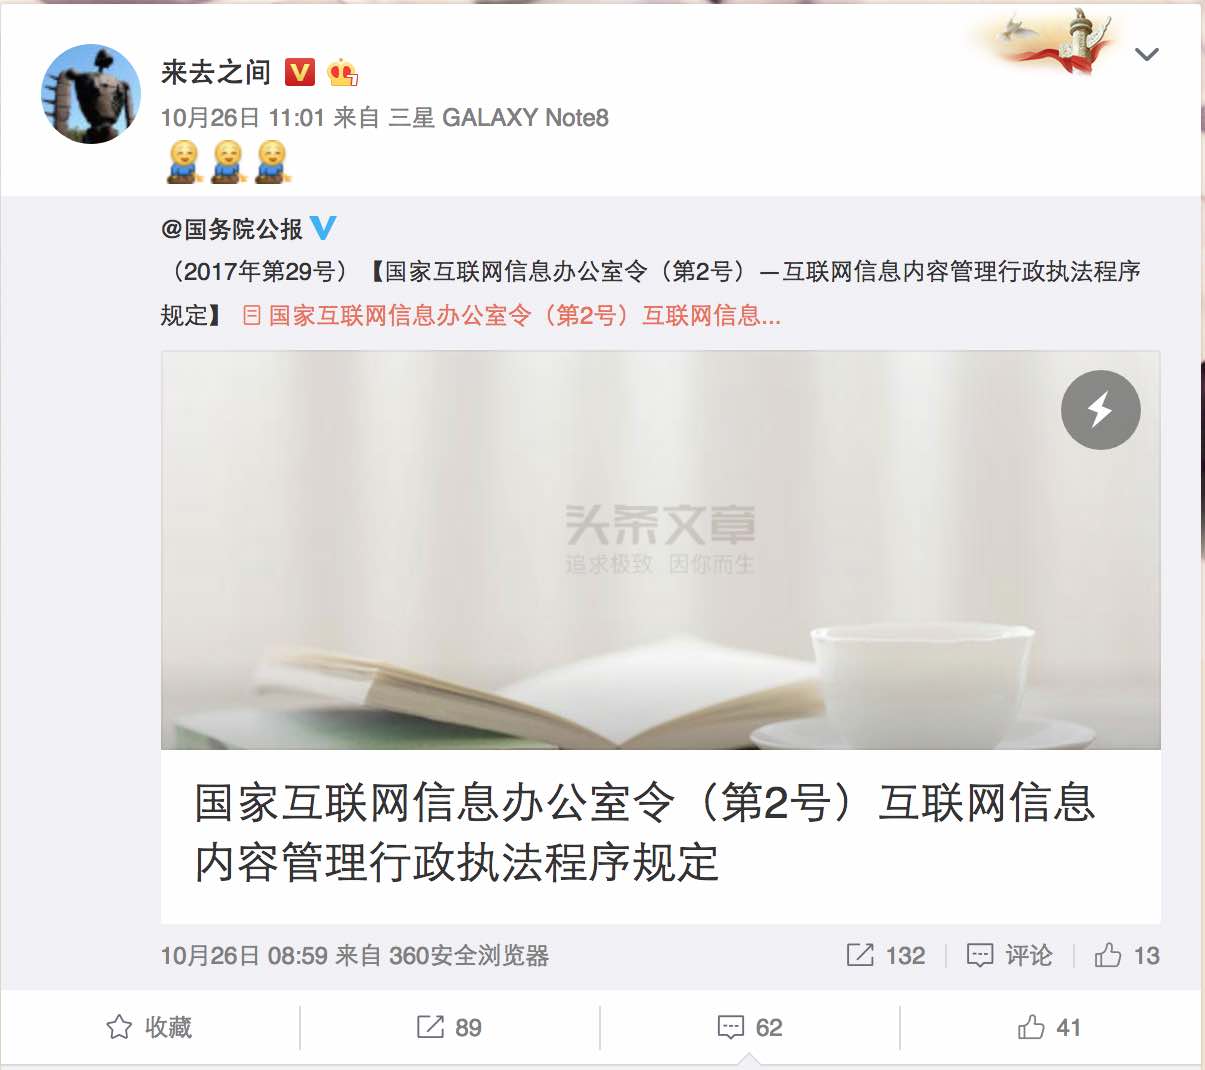 来去之间
10月26日 11:01 来自 三星 GALAXY Note8
@国务院公报
（2017年第29号）【国家互联网信息办公室令（第2号）—互联网信息内容管理行政执法程序
规定】 国家互联网信息办公室令（第2号）互联网信息...
头条文章
追求极致 因你而生
国家互联网信息办公室令（第2号）互联网信息
内容管理行政执法程序规定
10月26日 08:59 来自 360安全浏览器 132 评论 13
收藏 89 62 41